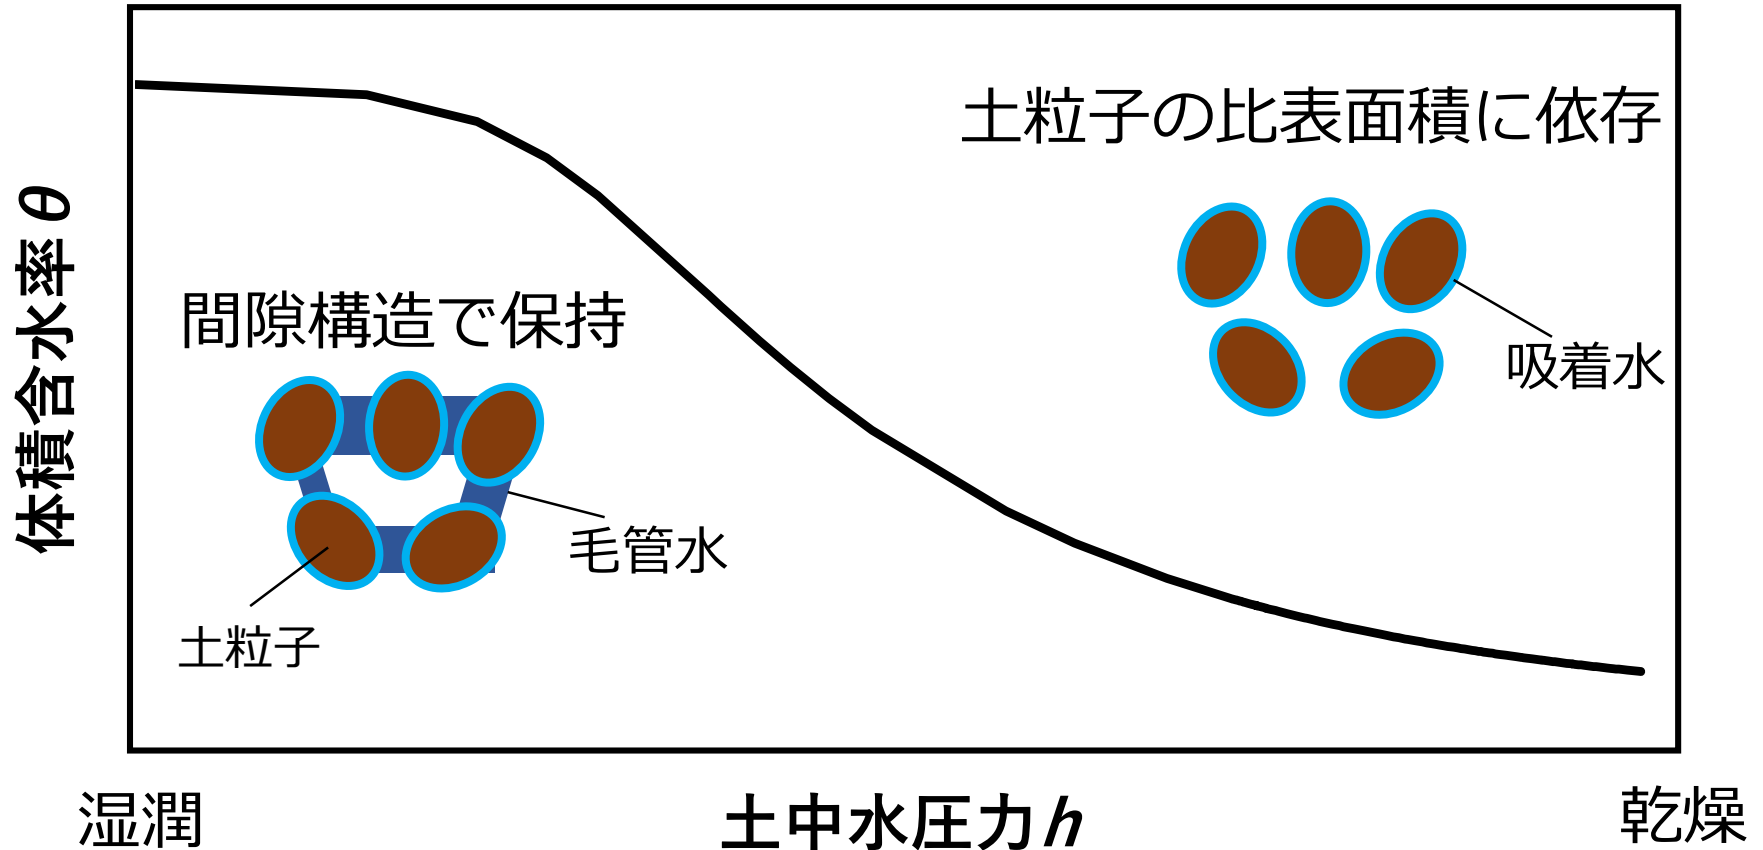 土粒子の比表面積に依存
体積含水率 θ
間隙構造で保持
吸着水
毛管水
土粒子
湿潤
土中水圧力 h
乾燥